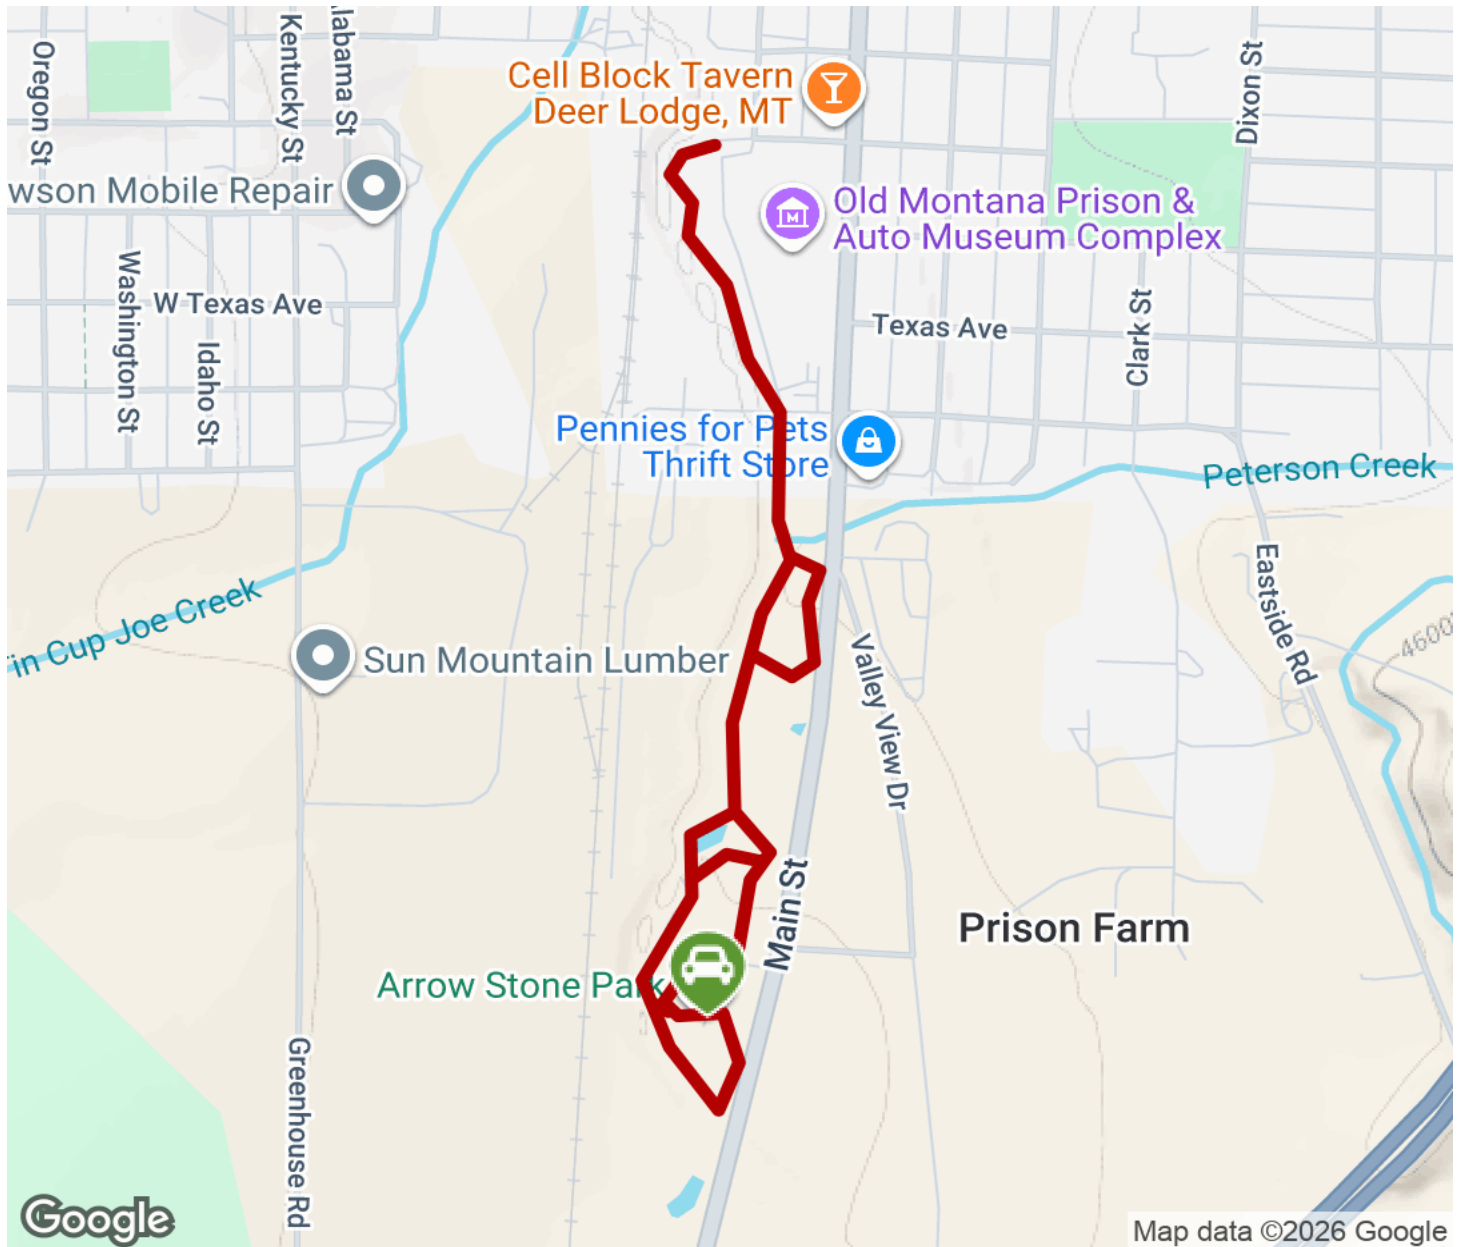 Oregon St
Kentucky St
labama St
Cell Block Tavern
Deer Lodge, MT
Dixon St
wson Mobile Repair
Old Montana Prison &
Auto Museum Complex
Washington St
W Texas Ave
Idaho St
Texas Ave
Clark St
Pennies for Pets
Thrift Store
Peterson Creek
in Cup Joe Creek
Eastside Rd
4600
Sun Mountain Lumber
Valley View Dr
Main St
Prison Farm
Arrow Stone Park
Greenhouse Rd
Google
Map data ©2026 Google